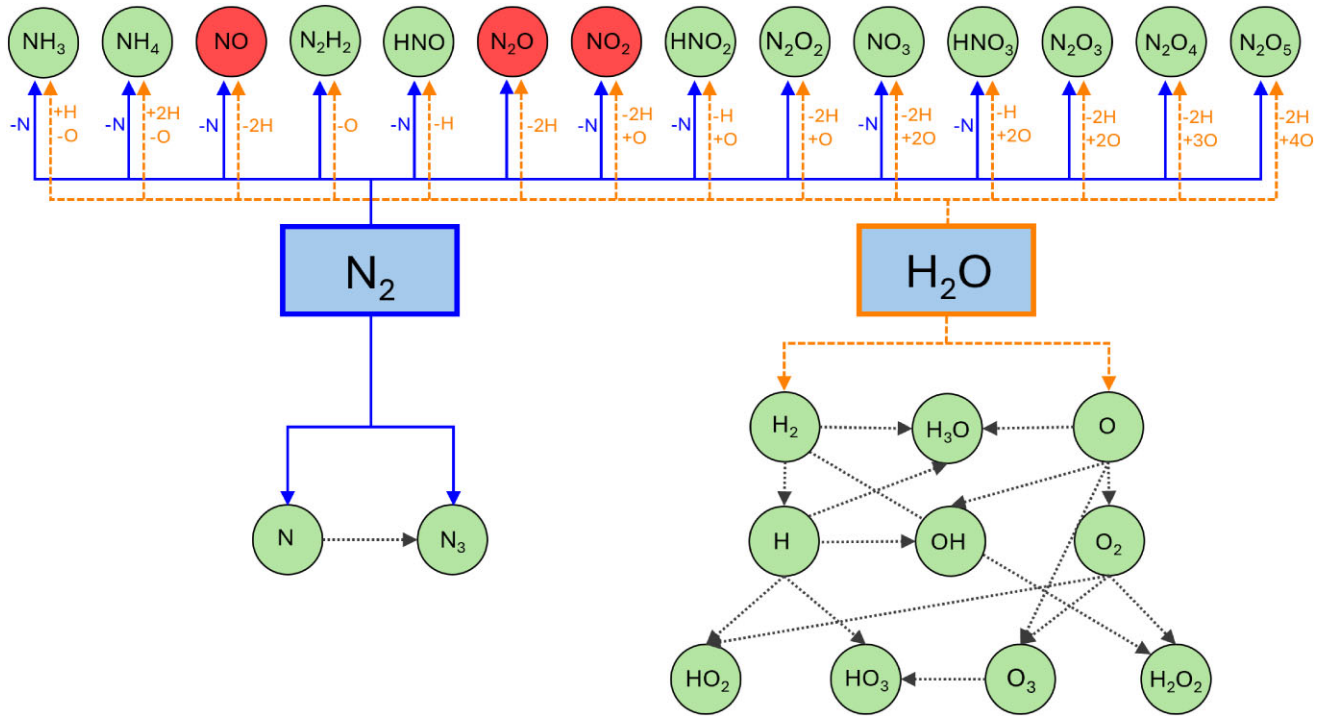 NH₃ NH₄ NO N₂H₂ HNO N₂O NO₂ HNO₂ N₂O₂ NO₃ HNO₃ N₂O₃ N₂O₄ N₂O₅
-N +H -N +2H -N -2H -O -N -H -2H -N -2H -N -H -2H -N -2H -N -H -2H -2H -2H
-O -O +O +O +O +2O +2O +2O +3O +4O
N₂ H₂O
H₂ H₃O O
N N₃ H OH O₂
HO₂ HO₃ O₃ H₂O₂